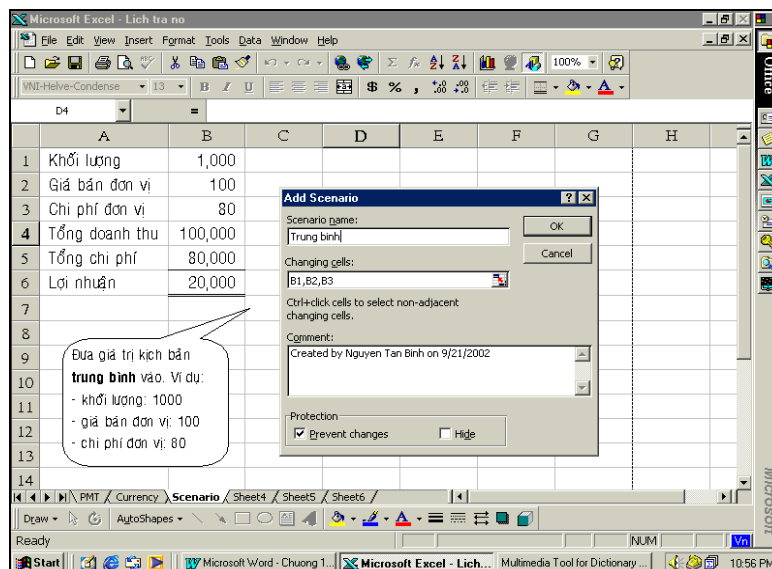 Microsoft Excel - Lich tra no
File Edit View Insert Format Tools Data Window Help
100%
VNI-Helve-Condense 13 B I U $ % ,
D4 =
A B C D E F G H
1 Khối lượng 1,000
2 Giá bán đơn vị 100
3 Chi phí đơn vị 80
4 Tổng doanh thu 100,000
5 Tổng chi phí 80,000
6 Lợi nhuận 20,000
7
8
9
10
11
12
13
14
Add Scenario
Scenario name:
Trung binh
OK
Cancel
Changing cells:
B1,B2,B3
Ctrl+click cells to select non-adjacent
changing cells.
Comment:
Created by Nguyen Tan Binh on 9/21/2002
Protection
Prevent changes Hide
Đưa giá trị kịch bản
trung bình vào. Ví dụ:
- khối lượng: 1000
- giá bán đơn vị: 100
- chi phí đơn vị: 80
PMT Currency Scenario Sheet4 Sheet5 Sheet6
Draw AutoShapes
Ready NUM Vn
Start Microsoft Word - Chuong 1... Microsoft Excel - Lich... Multimedia Tool for Dictionary ... 10:56 PM
Office
Microsoft